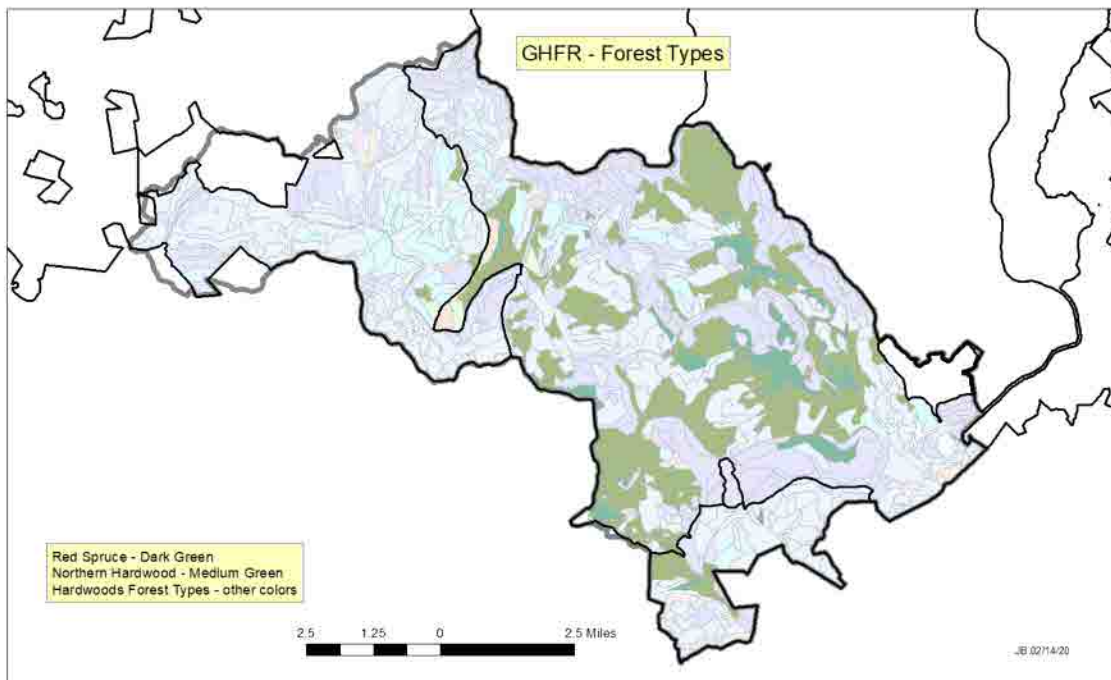 GHFR - Forest Types
Red Spruce - Dark Green
Northern Hardwood - Medium Green
Hardwoods Forest Types - other colors
2.5 1.25 0 2.5 Miles
JB 02/14/20